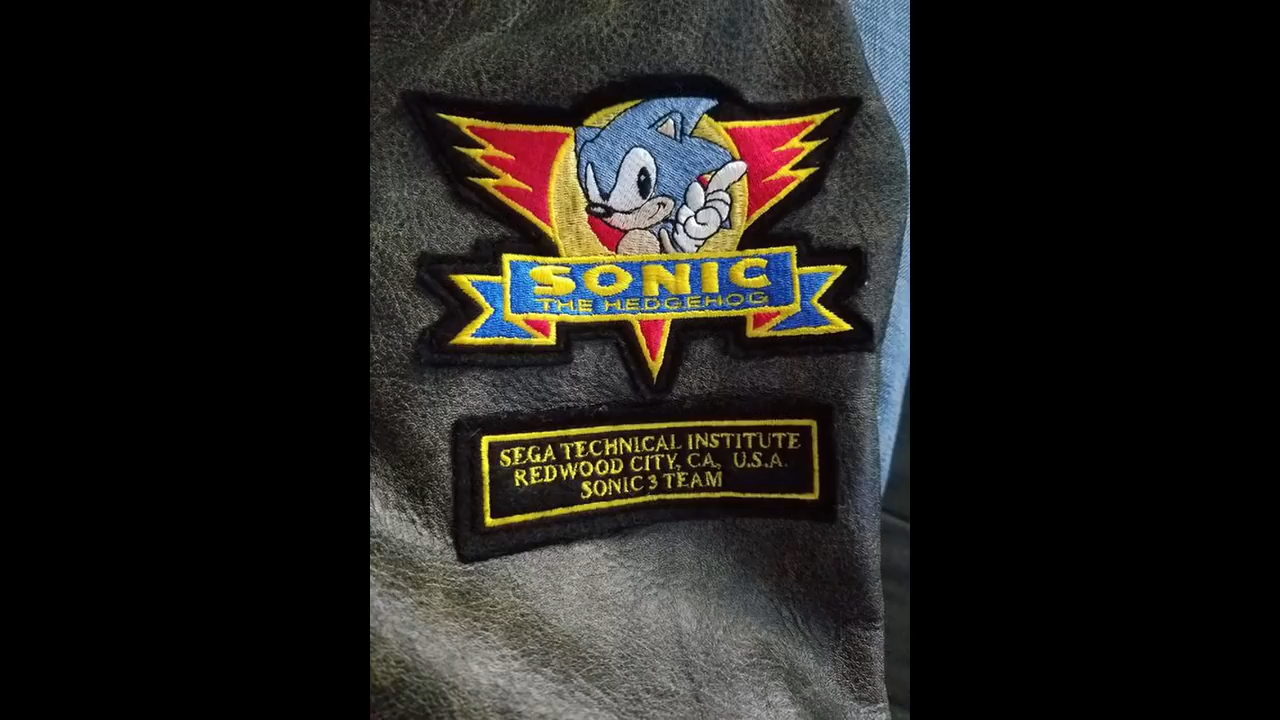 SONIC
THE HEDGEHOG
SEGA TECHNICAL INSTITUTE
REDWOOD CITY, CA, U.S.A.
SONIC 3 TEAM